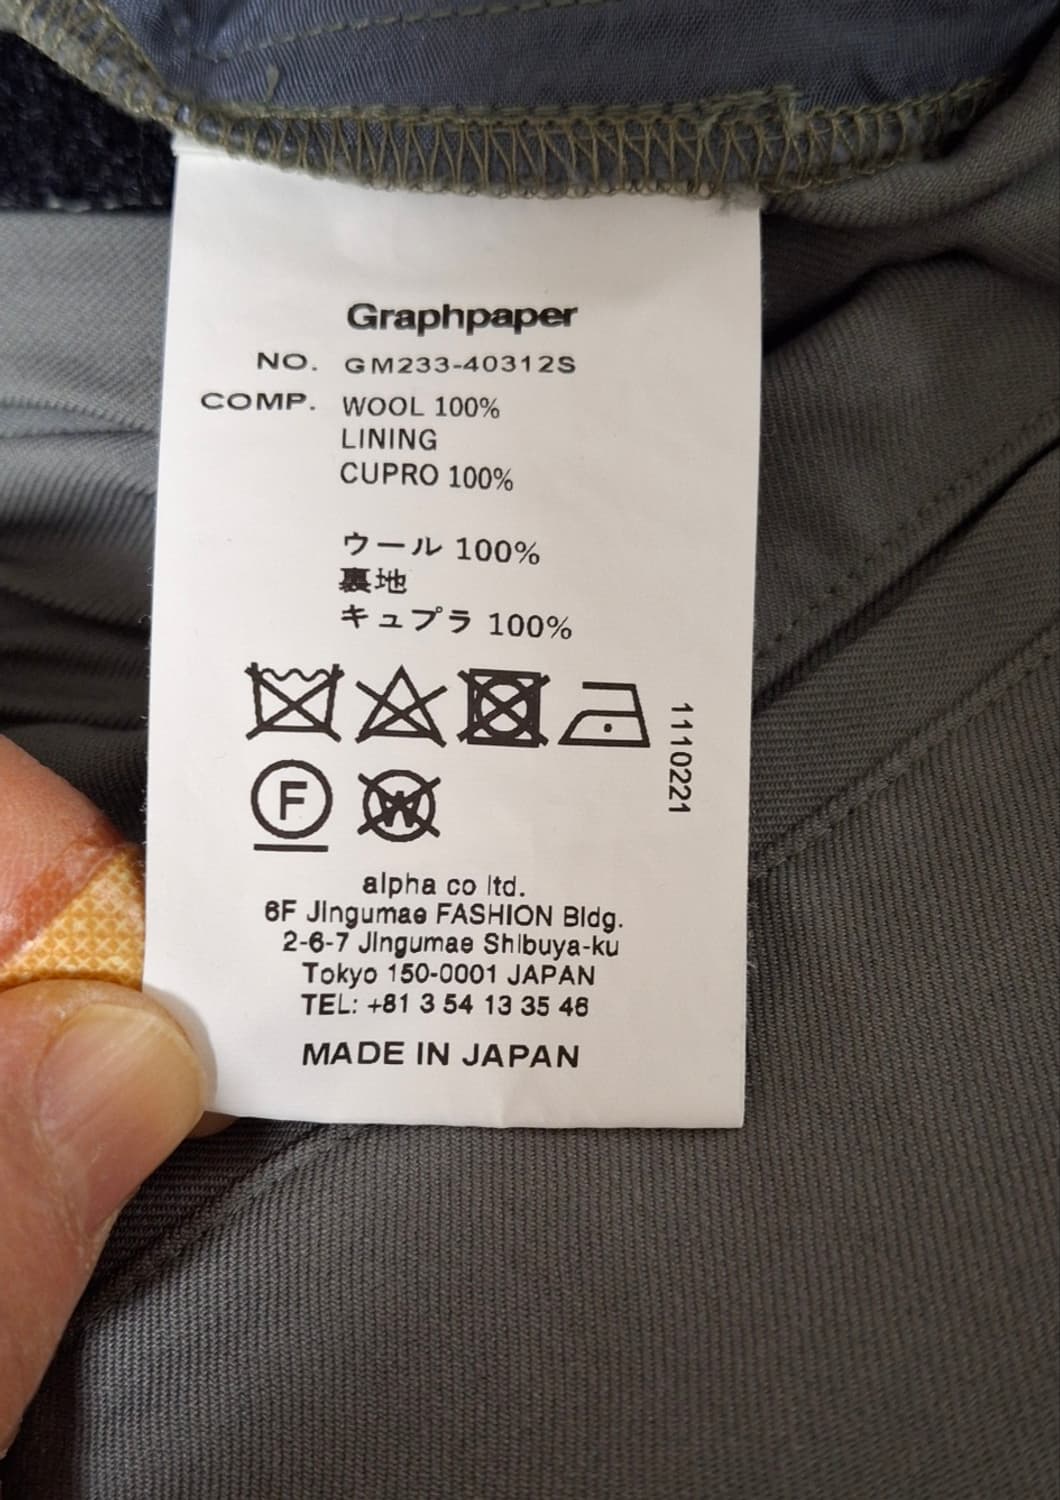 Graphpaper
NO. GM233-40312S
COMP. WOOL 100%
LINING
CUPRO 100%
ウール 100%
裏地
キュプラ 100%
1110221
F
W
alpha co ltd.
6F Jingumae FASHION Bldg.
2-6-7 Jingumae Shibuya-ku
Tokyo 150-0001 JAPAN
TEL: +81 3 54 13 35 46
MADE IN JAPAN